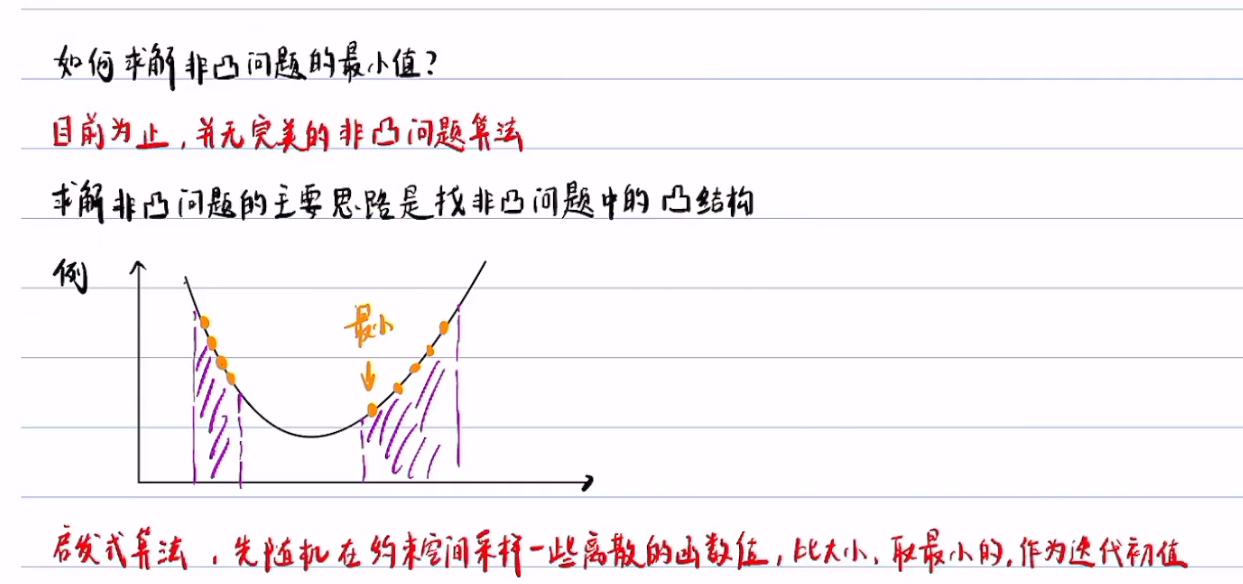 如何求解非凸问题的最小值?
目前为止,并无完美的非凸问题算法
求解非凸问题的主要思路是找非凸问题中的凸结构
例
最小
启发式算法,先随机在约束空间采样一些离散的函数值,比大小,取最小的,作为迭代初值